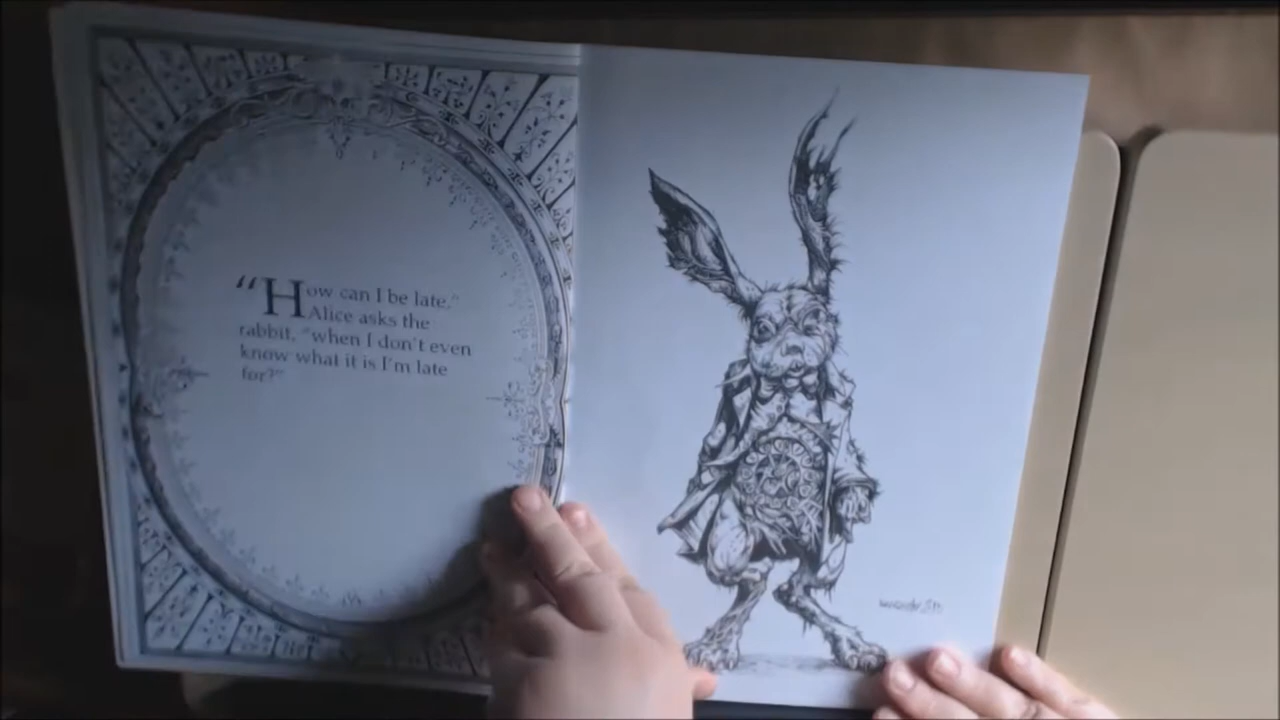 “How can I be late,”
Alice asks the
rabbit, “when I don’t even
know what it is I’m late
for?”